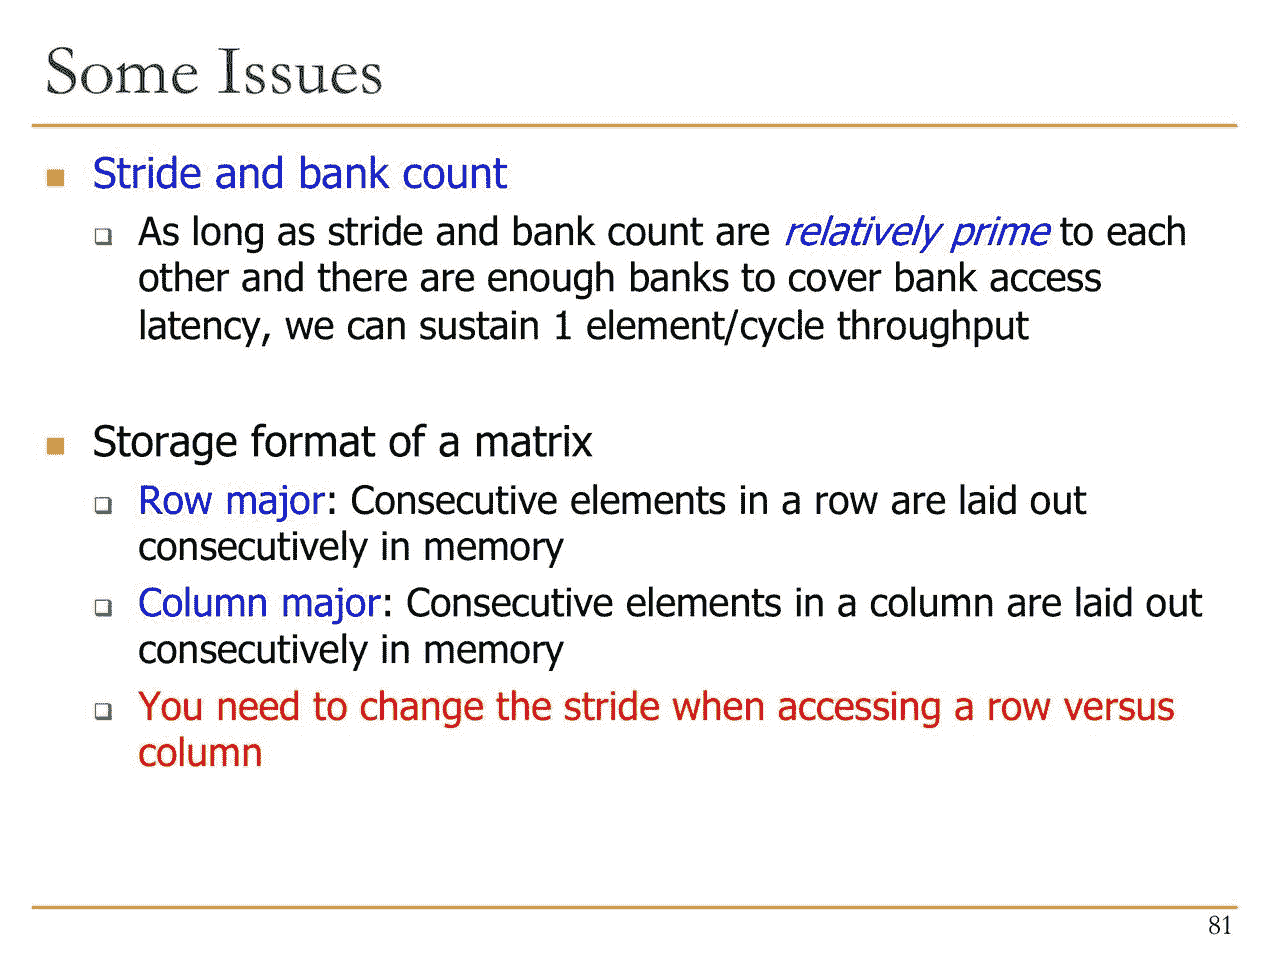 Some Issues
Stride and bank count
As long as stride and bank count are relatively prime to each
other and there are enough banks to cover bank access
latency, we can sustain 1 element/cycle throughput
Storage format of a matrix
Row major: Consecutive elements in a row are laid out
consecutively in memory
Column major: Consecutive elements in a column are laid out
consecutively in memory
You need to change the stride when accessing a row versus
column
81